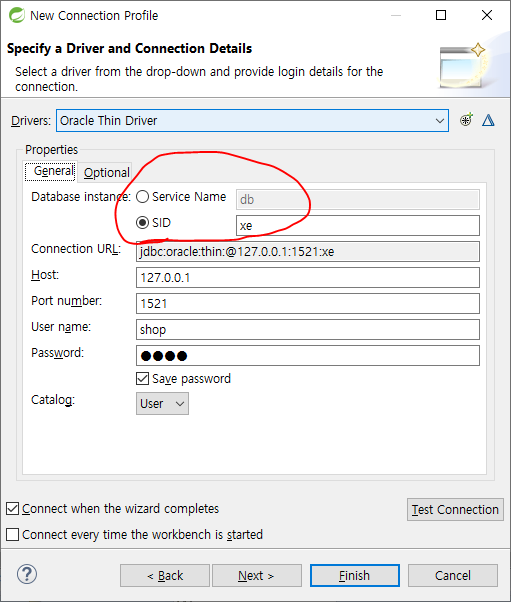 New Connection Profile
Specify a Driver and Connection Details
Select a driver from the drop-down and provide login details for the
connection.
Drivers: Oracle Thin Driver
Properties
General Optional
Database instance: Service Name db
SID xe
Connection URL: jdbc:oracle:thin:@127.0.0.1:1521:xe
Host: 127.0.0.1
Port number: 1521
User name: shop
Password: ●●●●
Save password
Catalog: User
Connect when the wizard completes Test Connection
Connect every time the workbench is started
? < Back Next > Finish Cancel